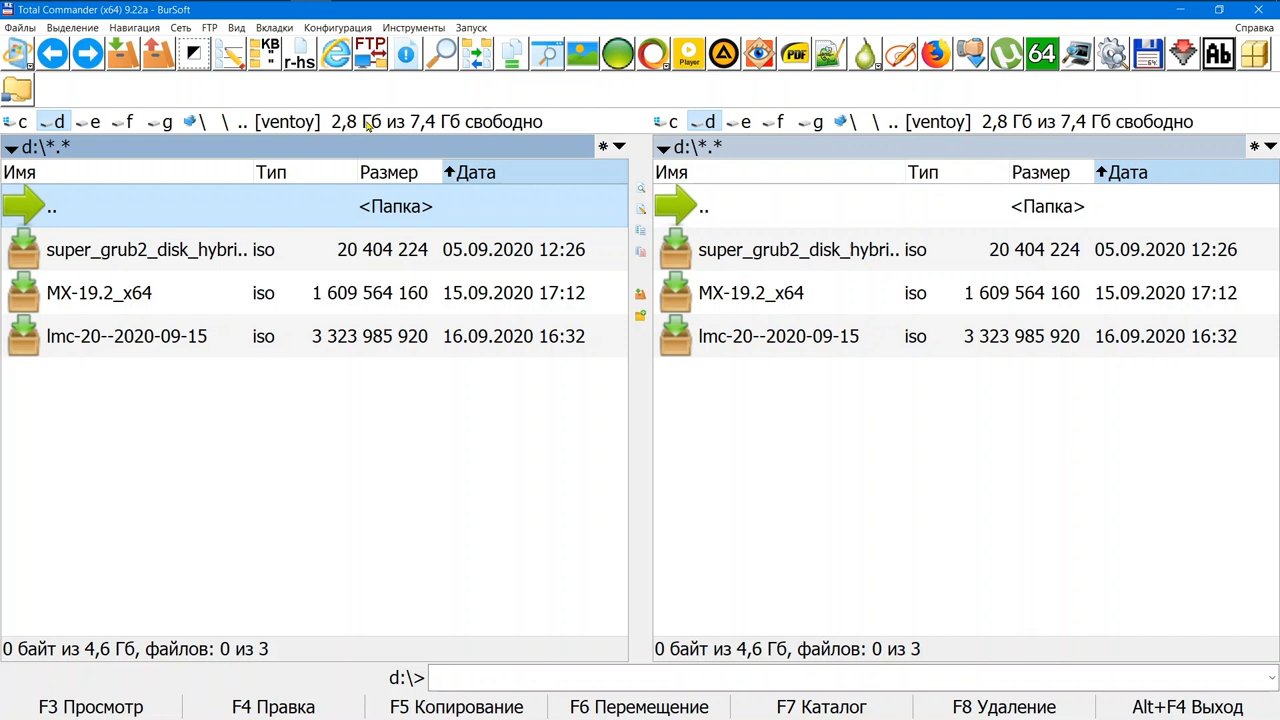 Total Commander (x64) 9.22a - BurSoft
Файлы Выделение Навигация Сеть FTP Вид Вкладки Конфигурация Инструменты Запуск Справка
KB
"
r-hs
FTP
Player
PDF
64
Ab
c d e f g \ \ .. [ventoy] 2,8 Гб из 7,4 Гб свободно
c d e f g \ \ .. [ventoy] 2,8 Гб из 7,4 Гб свободно
d:\*.* * 
d:\*.* *
Имя Тип Размер Дата
.. <Папка>
super_grub2_disk_hybri.. iso 20 404 224 05.09.2020 12:26
MX-19.2_x64 iso 1 609 564 160 15.09.2020 17:12
lmc-20--2020-09-15 iso 3 323 985 920 16.09.2020 16:32
0 байт из 4,6 Гб, файлов: 0 из 3
Имя Тип Размер Дата
.. <Папка>
super_grub2_disk_hybri.. iso 20 404 224 05.09.2020 12:26
MX-19.2_x64 iso 1 609 564 160 15.09.2020 17:12
lmc-20--2020-09-15 iso 3 323 985 920 16.09.2020 16:32
0 байт из 4,6 Гб, файлов: 0 из 3
d:\>
F3 Просмотр F4 Правка F5 Копирование F6 Перемещение F7 Каталог F8 Удаление Alt+F4 Выход